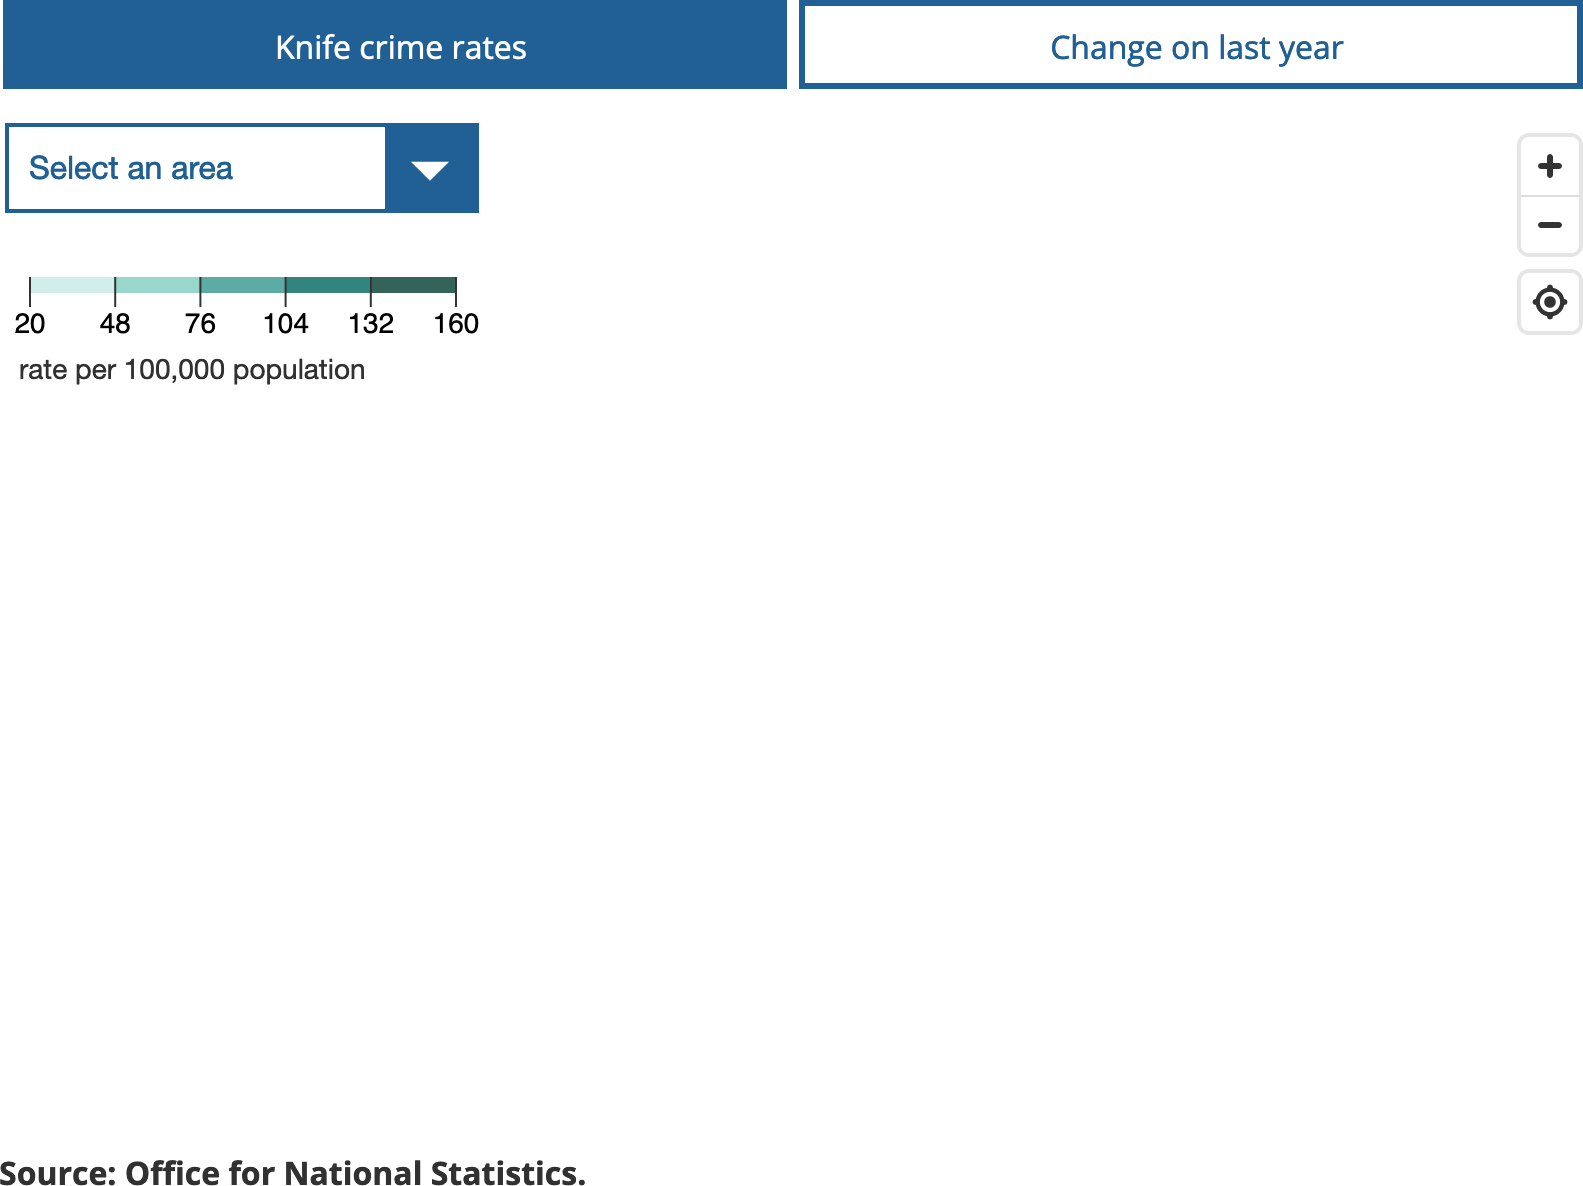 Knife crime rates
Change on last year
Select an area
20 48 76 104 132 160
rate per 100,000 population
Source: Office for National Statistics.